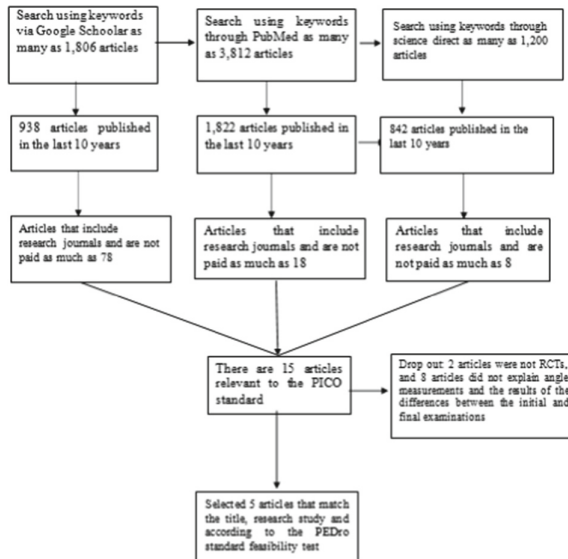 Search using keywords
via Google Schoolar as
many as 1,806 articles
Search using keywords
through PubMed as many
as 3,812 articles
Search using keywords through
science direct as many as 1,200
articles
938 articles published
in the last 10 years
1,822 articles published in
the last 10 years
842 articles published in the
last 10 years
Articles that include
research journals and are not
paid as much as 78
Articles that include
research journals and are not
paid as much as 18
Articles that include
research journals and are
not paid as much as 8
There are 15 articles
relevant to the PICO
standard
Drop out: 2 articles were not RCTs,
and 8 articles did not explain angle
measurements and the results of the
differences between the initial and
final examinations
Selected 5 articles that match
the title, research study and
according to the PEDro
standard feasibility test